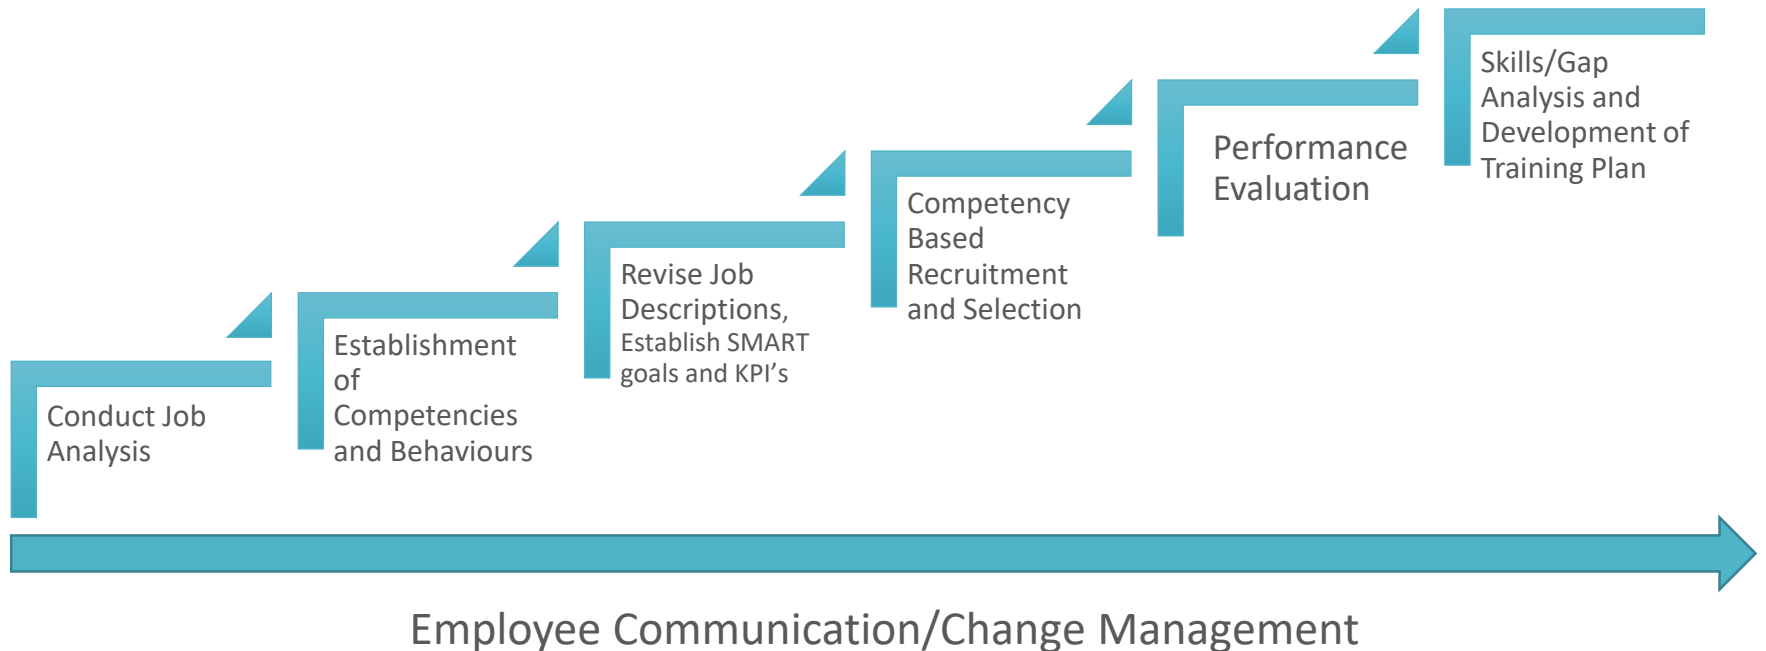 Conduct Job
Analysis
Establishment
of
Competencies
and Behaviours
Revise Job
Descriptions,
Establish SMART
goals and KPI’s
Competency
Based
Recruitment
and Selection
Performance
Evaluation
Skills/Gap
Analysis and
Development of
Training Plan
Employee Communication/Change Management